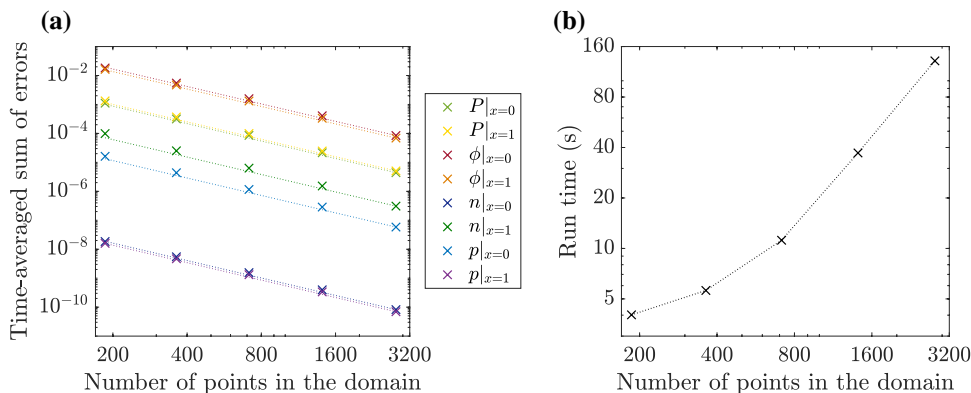 (a)
Time-averaged sum of errors
10^{-2}
10^{-4}
10^{-6}
10^{-8}
10^{-10}
200 400 800 1600 3200
Number of points in the domain
P|_{x=0}
P|_{x=1}
ϕ|_{x=0}
ϕ|_{x=1}
n|_{x=0}
n|_{x=1}
p|_{x=0}
p|_{x=1}
(b)
Run time (s)
160
80
40
20
10
5
200 400 800 1600 3200
Number of points in the domain